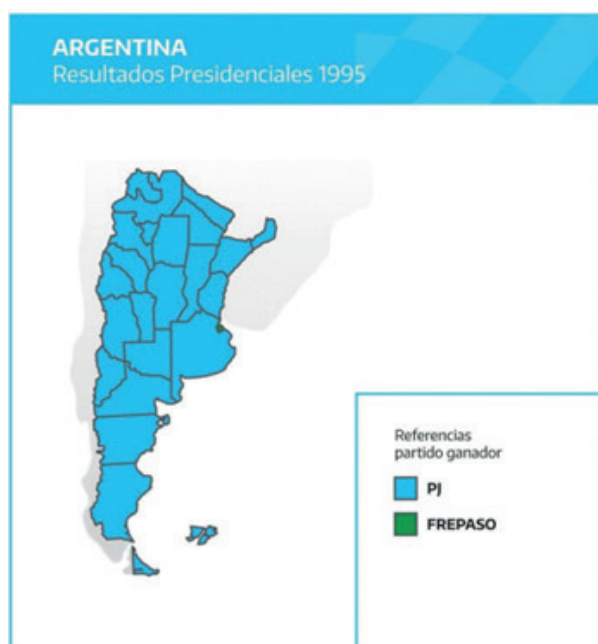 ARGENTINA
Resultados Presidenciales 1995
Referencias
partido ganador
PJ
FREPASO